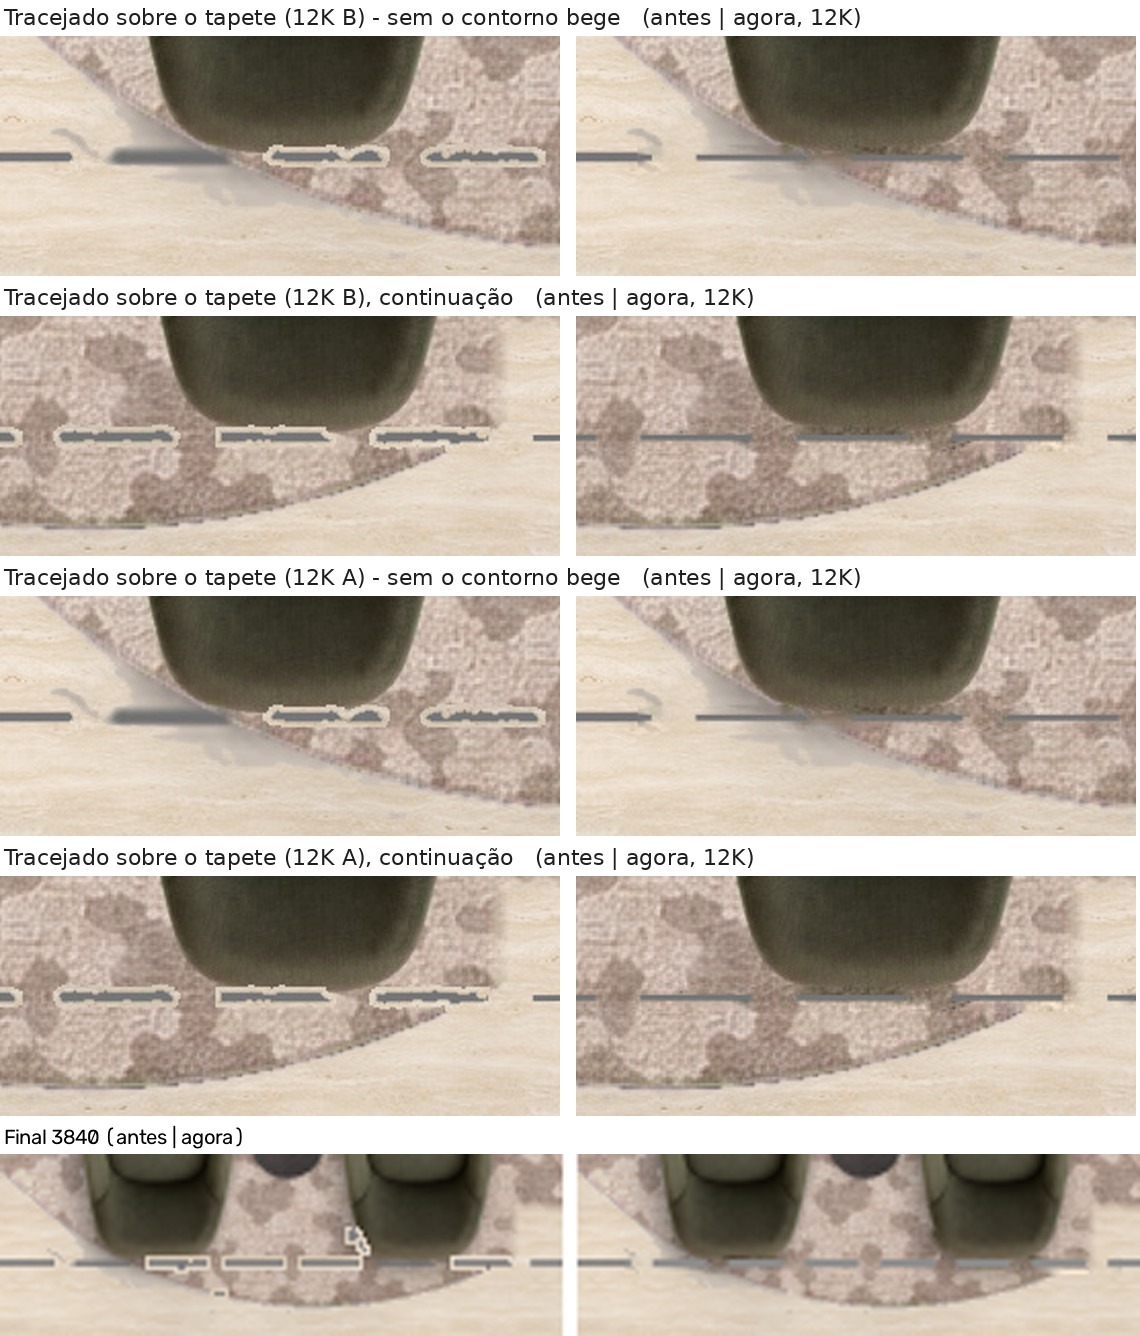 Tracejado sobre o tapete (12K B) - sem o contorno bege (antes | agora, 12K)
Tracejado sobre o tapete (12K B), continuação (antes | agora, 12K)
Tracejado sobre o tapete (12K A) - sem o contorno bege (antes | agora, 12K)
Tracejado sobre o tapete (12K A), continuação (antes | agora, 12K)
Final 3840 (antes | agora)